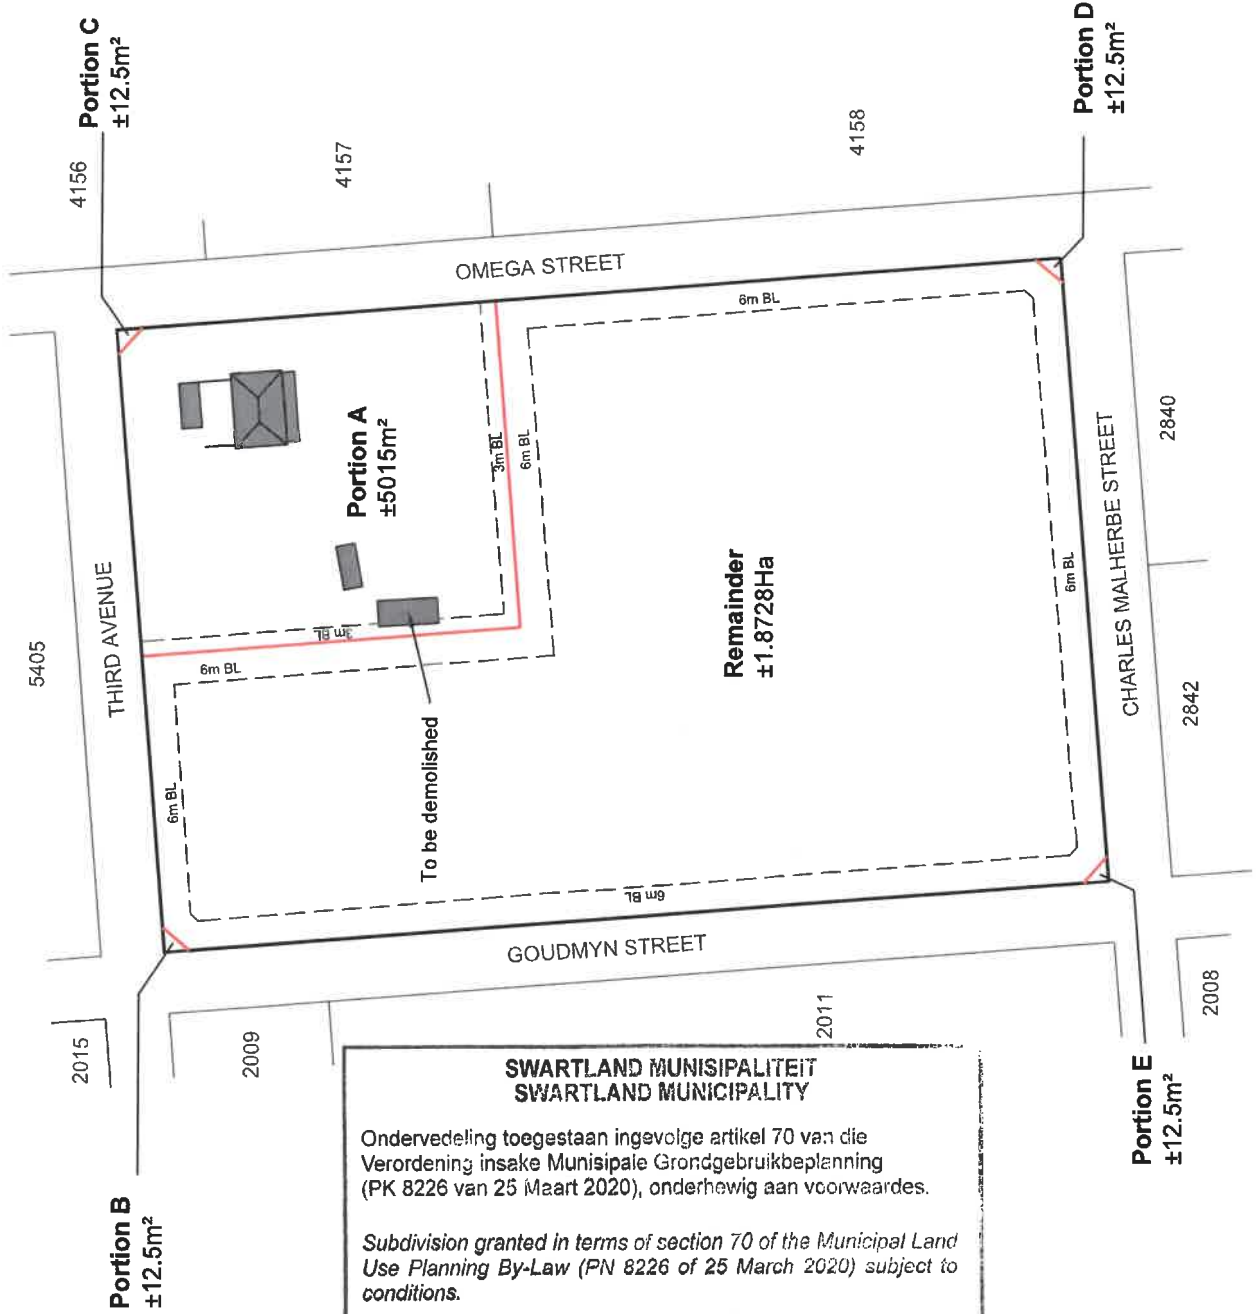 Portion C
±12.5m²
Portion D
±12.5m²
4156
4157
4158
5405
THIRD AVENUE
OMEGA STREET
6m BL
Portion A
±5015m²
3m BL
6m BL
3m BL
6m BL
6m BL
To be demolished
Remainder
±1.8728Ha
6m BL
CHARLES MALHERBE STREET
2840
2842
6m BL
GOUDMYN STREET
2015
2009
2011
2008
Portion B
±12.5m²
Portion E
±12.5m²
SWARTLAND MUNISIPALITEIT
SWARTLAND MUNICIPALITY
Ondervedeling toegestaan ingevolge artikel 70 van die
Verordening insake Munisipale Grondgebruikbeplanning
(PK 8226 van 25 Maart 2020), onderhewig aan voorwaardes.
Subdivision granted in terms of section 70 of the Municipal Land
Use Planning By-Law (PN 8226 of 25 March 2020) subject to
conditions.